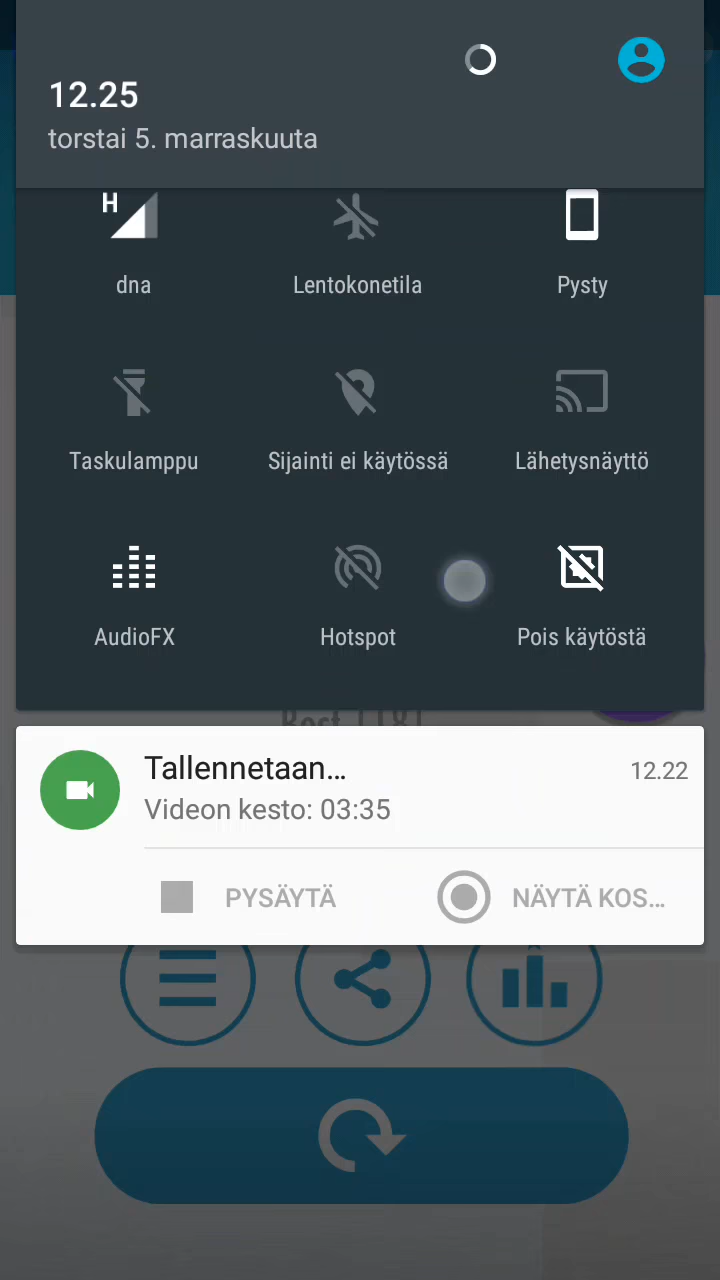 12.25
torstai 5. marraskuuta
H
dna
Lentokonetila
Pysty
Taskulamppu
Sijainti ei käytössä
Lähetysnäyttö
AudioFX
Hotspot
Pois käytöstä
Tallennetaan...
12.22
Videon kesto: 03:35
PYSÄYTÄ
NÄYTÄ KOS...